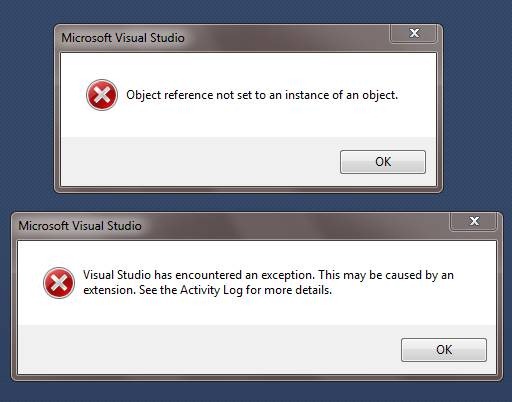 Microsoft Visual Studio
Object reference not set to an instance of an object.
OK
Microsoft Visual Studio
Visual Studio has encountered an exception. This may be caused by an
extension. See the Activity Log for more details.
OK